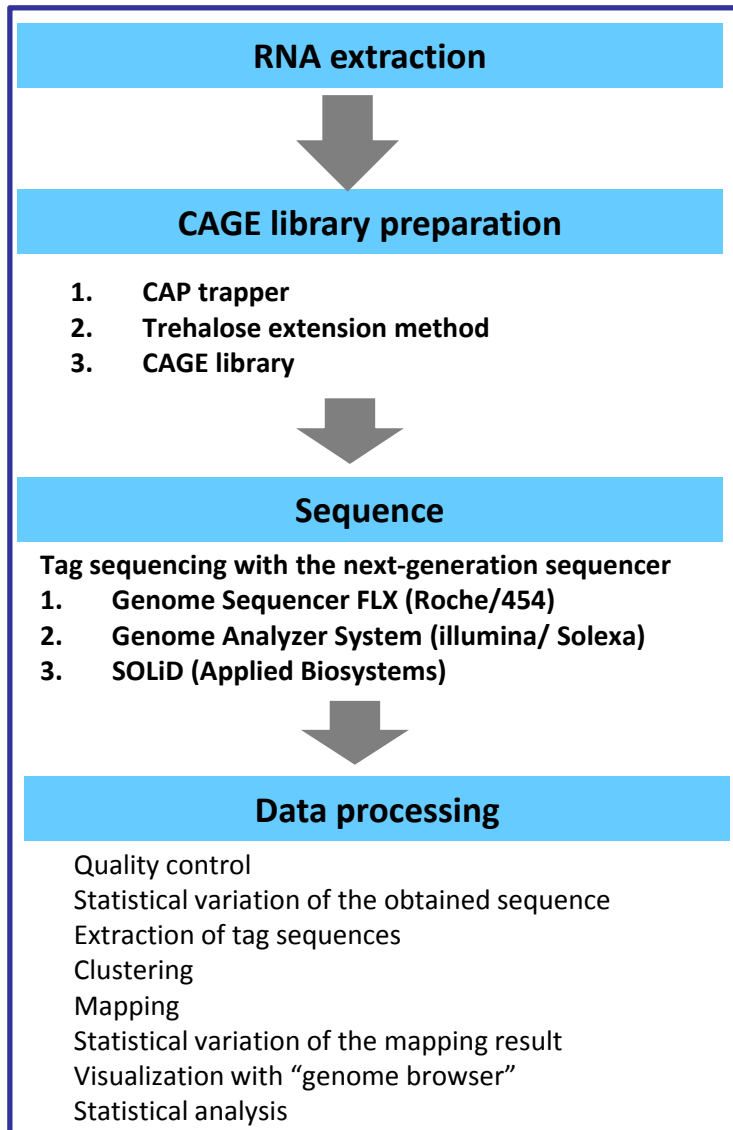 RNA extraction
CAGE library preparation
1. CAP trapper
2. Trehalose extension method
3. CAGE library
Sequence
Tag sequencing with the next-generation sequencer
1. Genome Sequencer FLX (Roche/454)
2. Genome Analyzer System (illumina/ Solexa)
3. SOLiD (Applied Biosystems)
Data processing
Quality control
Statistical variation of the obtained sequence
Extraction of tag sequences
Clustering
Mapping
Statistical variation of the mapping result
Visualization with “genome browser”
Statistical analysis